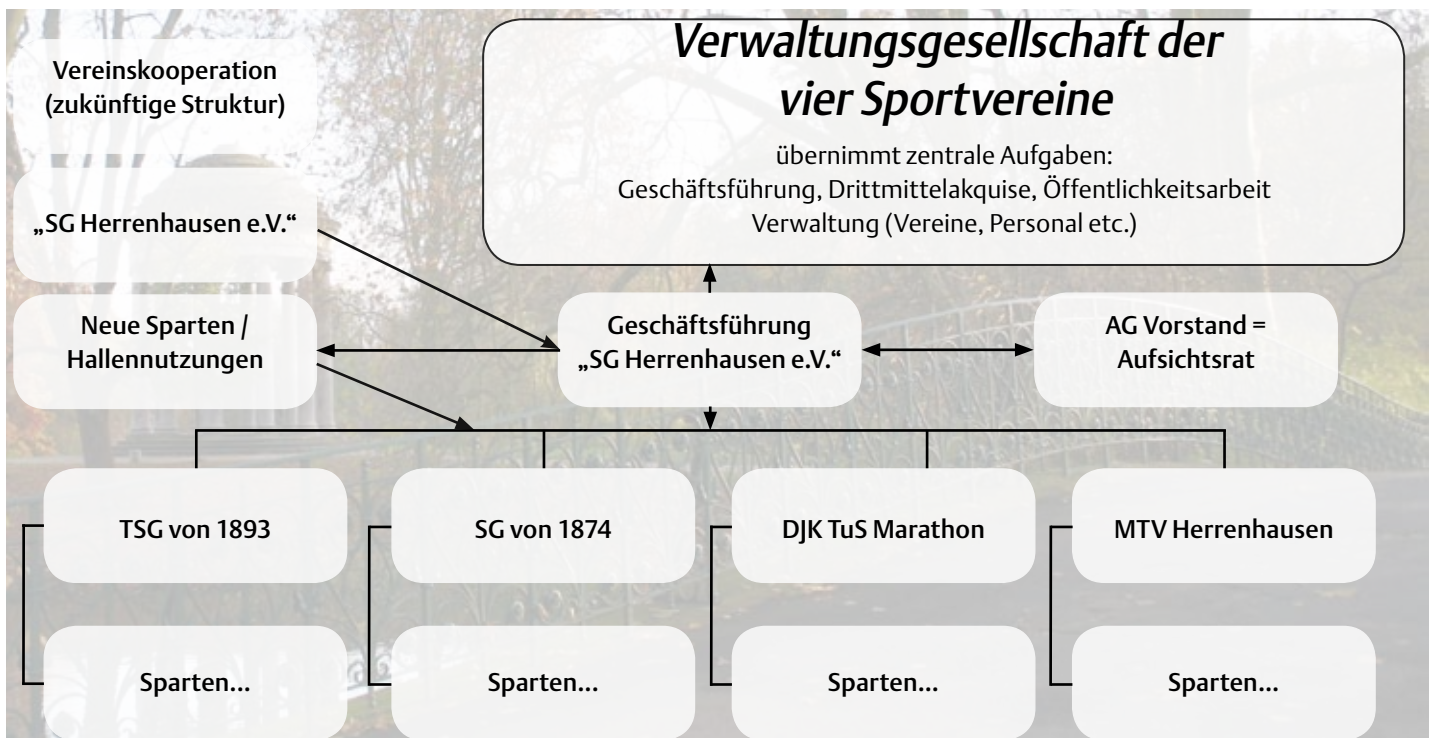 Vereinskooperation
(zukünftige Struktur)
Verwaltungsgesellschaft der
vier Sportvereine
übernimmt zentrale Aufgaben:
Geschäftsführung, Drittmittelakquise, Öffentlichkeitsarbeit
Verwaltung (Vereine, Personal etc.)
„SG Herrenhausen e.V.“
Neue Sparten /
Hallennutzungen
Geschäftsführung
„SG Herrenhausen e.V.“
AG Vorstand =
Aufsichtsrat
TSG von 1893
SG von 1874
DJK TuS Marathon
MTV Herrenhausen
Sparten...
Sparten...
Sparten...
Sparten...